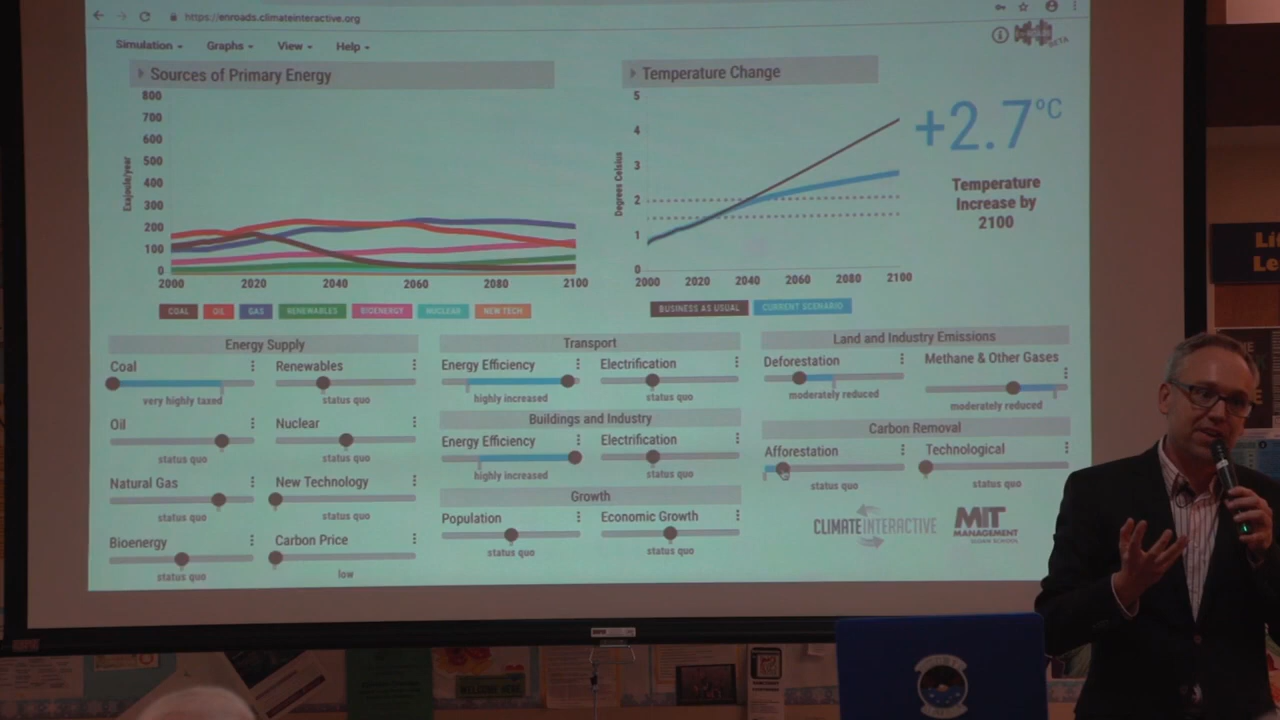 https://enroads.climateinteractive.org
Simulation Graphs View Help
BETA
Sources of Primary Energy
Temperature Change
800
700
600
500
400
300
200
100
0
Exajoule/year
2000 2020 2040 2060 2080 2100
COAL OIL GAS RENEWABLES BIOENERGY NUCLEAR NEW TECH
5
4
3
2
1
0
Degrees Celsius
2000 2020 2040 2060 2080 2100
BUSINESS AS USUAL CURRENT SCENARIO
+2.7°C
Temperature
Increase by
2100
Energy Supply
Coal
very highly taxed
Renewables
status quo
Oil
status quo
Nuclear
status quo
Natural Gas
status quo
New Technology
status quo
Bioenergy
status quo
Carbon Price
low
Transport
Energy Efficiency
highly increased
Electrification
status quo
Buildings and Industry
Energy Efficiency
highly increased
Electrification
status quo
Growth
Population
status quo
Economic Growth
status quo
Land and Industry Emissions
Deforestation
moderately reduced
Methane & Other Gases
moderately reduced
Carbon Removal
Afforestation
status quo
Technological
status quo
CLIMATE INTERACTIVE
MIT
MANAGEMENT
SLOAN SCHOOL
WELCOME